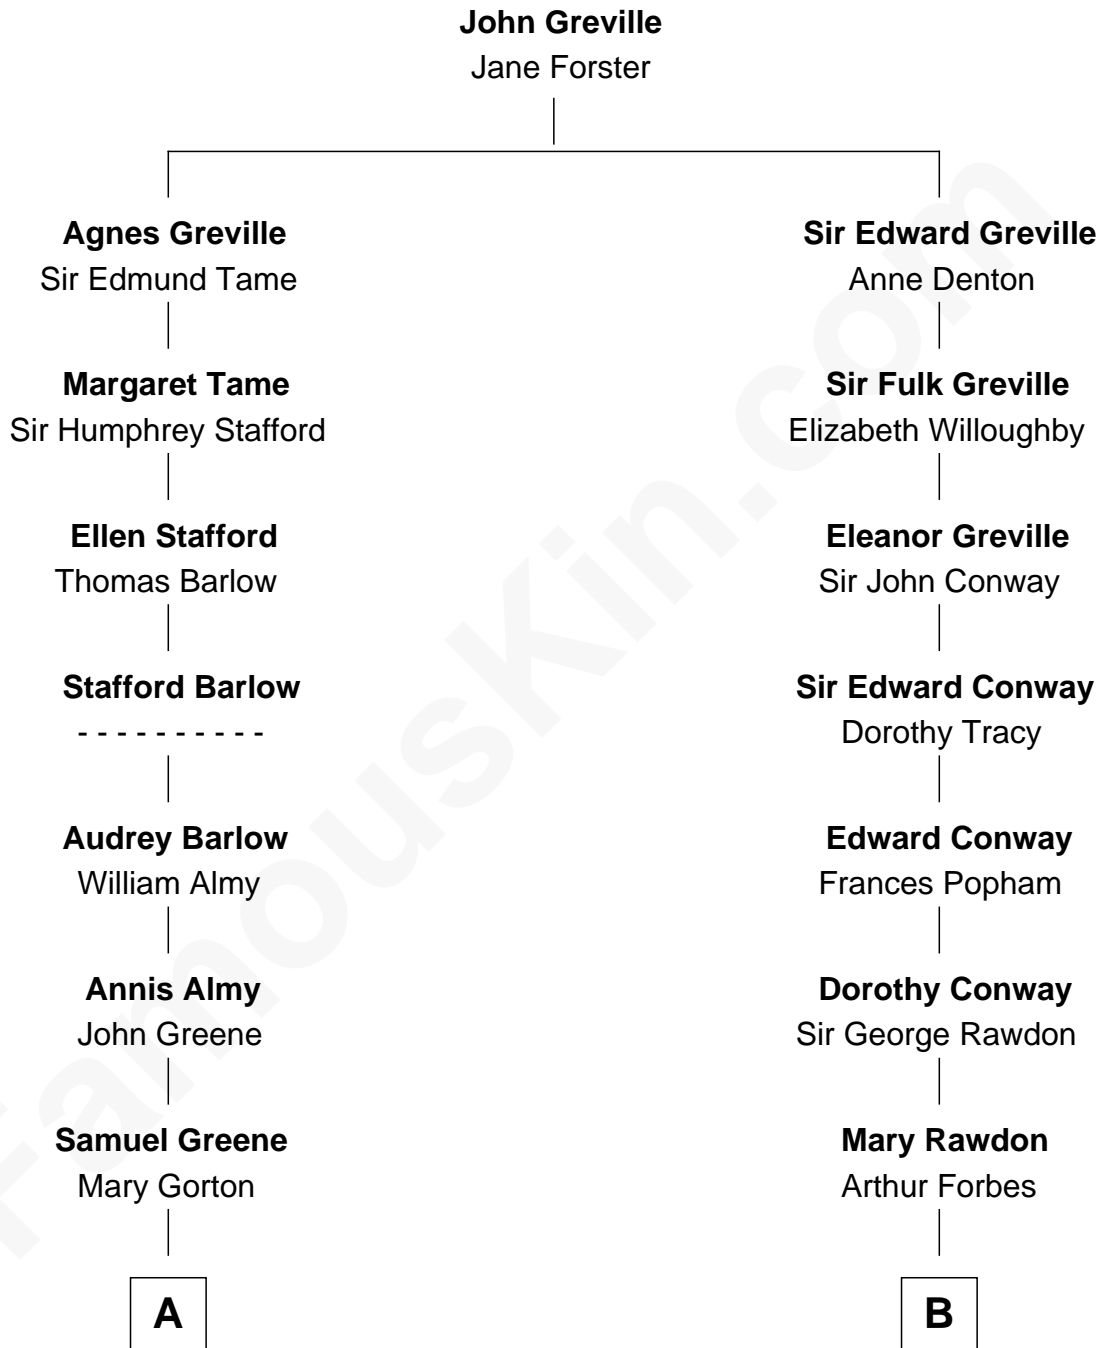 John Greville
Jane Forster
Agnes Greville
Sir Edmund Tame
Sir Edward Greville
Anne Denton
Margaret Tame
Sir Humphrey Stafford
Sir Fulk Greville
Elizabeth Willoughby
Ellen Stafford
Thomas Barlow
Eleanor Greville
Sir John Conway
Stafford Barlow
- - - - - - - - - -
Sir Edward Conway
Dorothy Tracy
Audrey Barlow
William Almy
Edward Conway
Frances Popham
Annis Almy
John Greene
Dorothy Conway
Sir George Rawdon
Samuel Greene
Mary Gorton
Mary Rawdon
Arthur Forbes
A
B
FamousKin.com